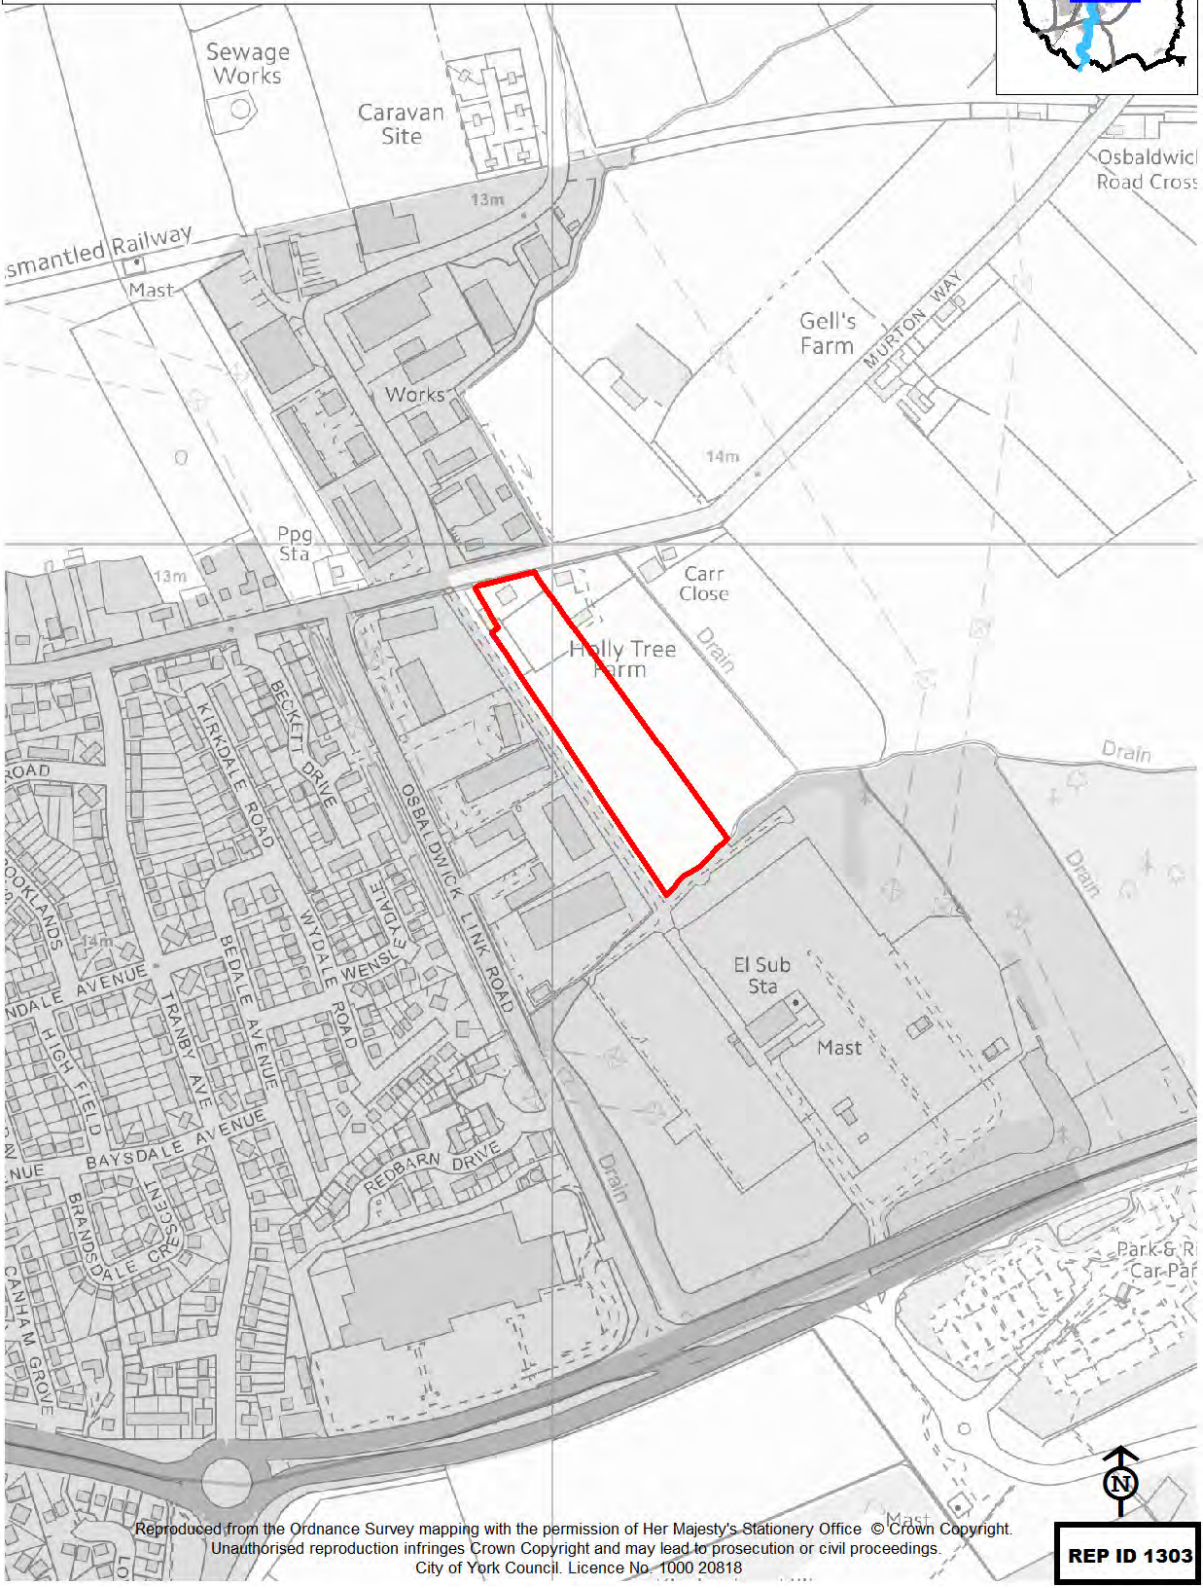 Sewage
Works
Caravan
Site
Osbaldwicl
Road Cross
13m
smantled Railway
Mast
MURTON WAY
Gell's
Farm
Works
14m
Ppg
Sta
13m
Carr
Close
Holly Tree
Farm
Drain
BECKETT
DRIVE
KIRKDALE ROAD
ROAD
OSBALDWICK LINK ROAD
Drain
Drain
WYDALE ROAD
WENSLEYDALE
14m
NDALE AVENUE
BEDALE AVENUE
TRANBY AVE
HIGH FIELD
El Sub
Sta
Mast
BAYSDALE AVENUE
REDBARN DRIVE
Drain
BRANDSDALE CRESCENT
CANHAM GROVE
Park & R
Car Par
N
Mast
Reproduced from the Ordnance Survey mapping with the permission of Her Majesty's Stationery Office © Crown Copyright.
Unauthorised reproduction infringes Crown Copyright and may lead to prosecution or civil proceedings.
City of York Council. Licence No. 1000 20818
REP ID 1303